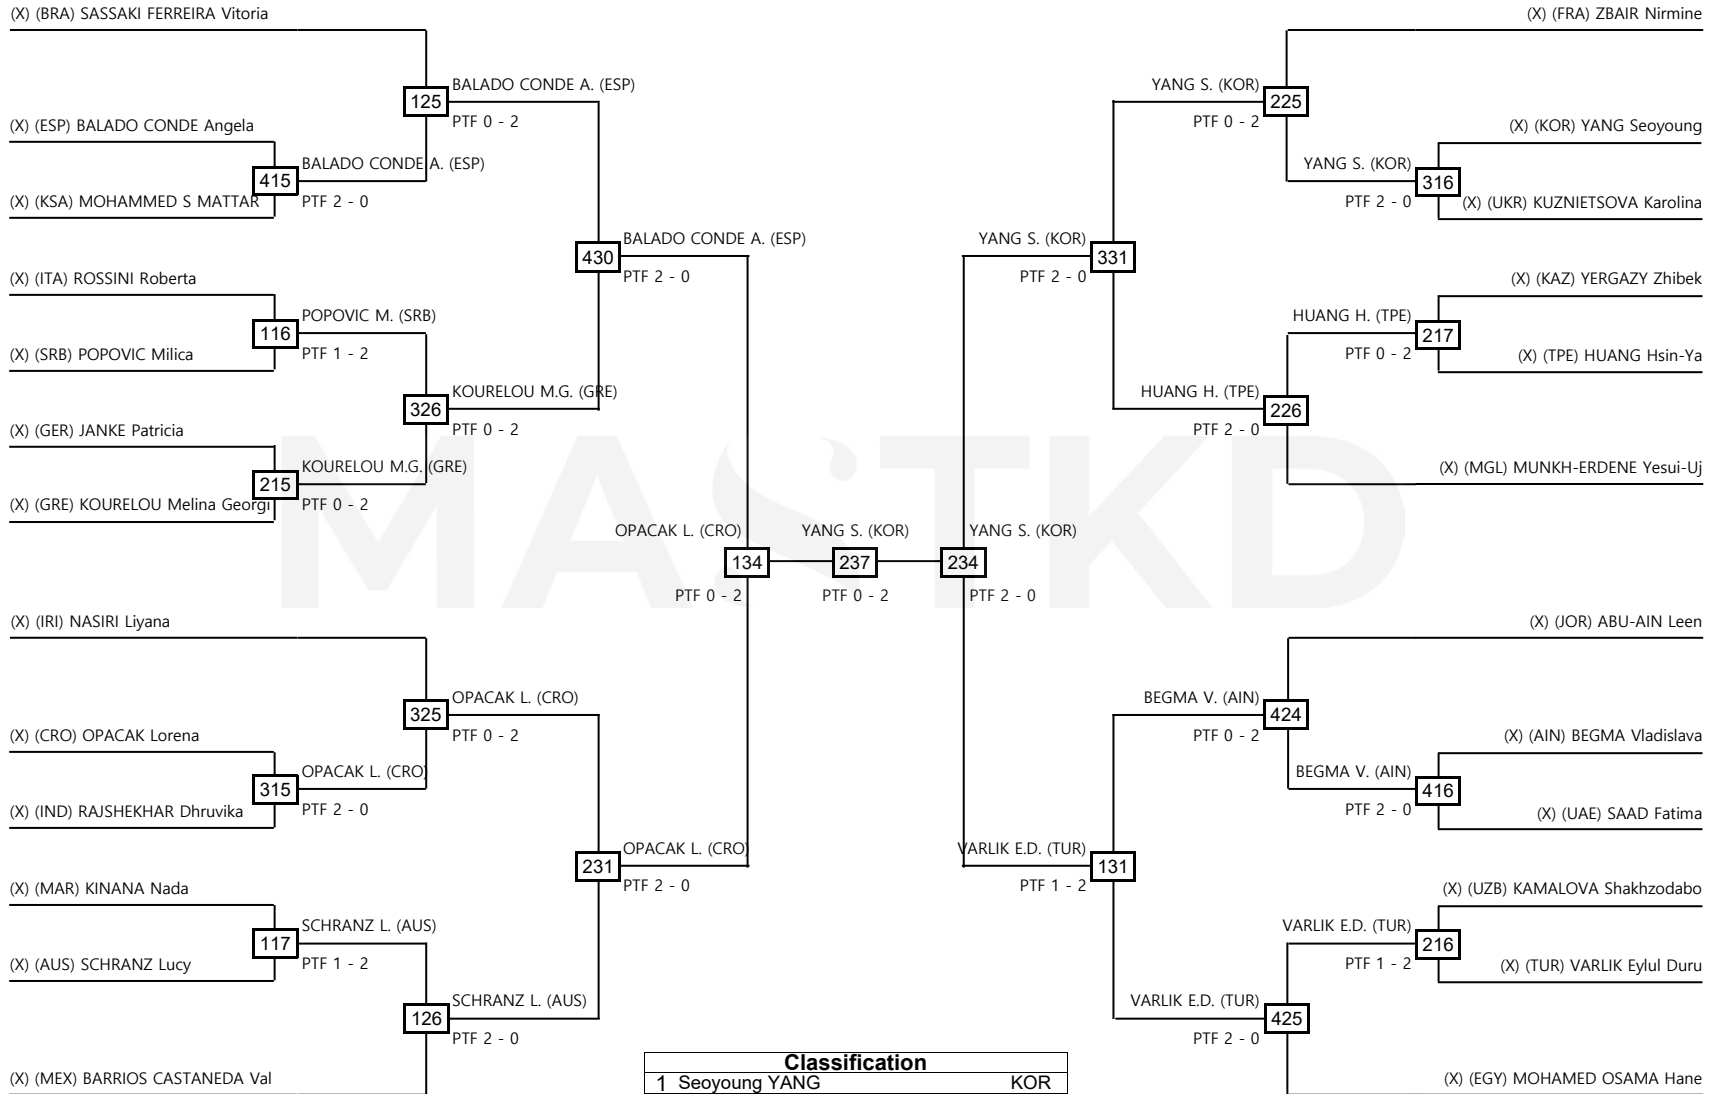 (X) (BRA) SASSAKI FERREIRA Vitoria
(X) (FRA) ZBAIR Nirmine
BALADO CONDE A. (ESP)
YANG S. (KOR)
125
225
PTF 0 - 2
PTF 0 - 2
(X) (ESP) BALADO CONDE Angela
(X) (KOR) YANG Seoyoung
BALADO CONDE A. (ESP)
YANG S. (KOR)
415
316
PTF 2 - 0
PTF 2 - 0
(X) (KSA) MOHAMMED S MATTAR
(X) (UKR) KUZNIETSOVA Karolina
BALADO CONDE A. (ESP)
YANG S. (KOR)
430
331
PTF 2 - 0
PTF 2 - 0
(X) (ITA) ROSSINI Roberta
(X) (KAZ) YERGAZY Zhibek
POPOVIC M. (SRB)
HUANG H. (TPE)
116
217
PTF 1 - 2
PTF 0 - 2
(X) (SRB) POPOVIC Milica
(X) (TPE) HUANG Hsin-Ya
KOURELOU M.G. (GRE)
HUANG H. (TPE)
326
226
PTF 0 - 2
PTF 2 - 0
(X) (GER) JANKE Patricia
(X) (MGL) MUNKH-ERDENE Yesui-Uj
KOURELOU M.G. (GRE)
215
PTF 0 - 2
(X) (GRE) KOURELOU Melina Georgi
MASTKD
OPACAK L. (CRO)
YANG S. (KOR)
YANG S. (KOR)
134
237
234
PTF 0 - 2
PTF 0 - 2
PTF 2 - 0
(X) (IRI) NASIRI Liyana
(X) (JOR) ABU-AIN Leen
OPACAK L. (CRO)
BEGMA V. (AIN)
325
424
PTF 0 - 2
PTF 0 - 2
(X) (CRO) OPACAK Lorena
(X) (AIN) BEGMA Vladislava
OPACAK L. (CRO)
BEGMA V. (AIN)
315
416
PTF 2 - 0
PTF 2 - 0
(X) (IND) RAJSHEKHAR Dhruvika
(X) (UAE) SAAD Fatima
OPACAK L. (CRO)
VARLIK E.D. (TUR)
231
131
PTF 2 - 0
PTF 1 - 2
(X) (MAR) KINANA Nada
(X) (UZB) KAMALOVA Shakhzodabo
SCHRANZ L. (AUS)
VARLIK E.D. (TUR)
117
216
PTF 1 - 2
PTF 1 - 2
(X) (AUS) SCHRANZ Lucy
(X) (TUR) VARLIK Eylul Duru
SCHRANZ L. (AUS)
VARLIK E.D. (TUR)
126
425
PTF 2 - 0
PTF 2 - 0
(X) (MEX) BARRIOS CASTANEDA Val
(X) (EGY) MOHAMED OSAMA Hane
Classification
1 Seoyoung YANG KOR